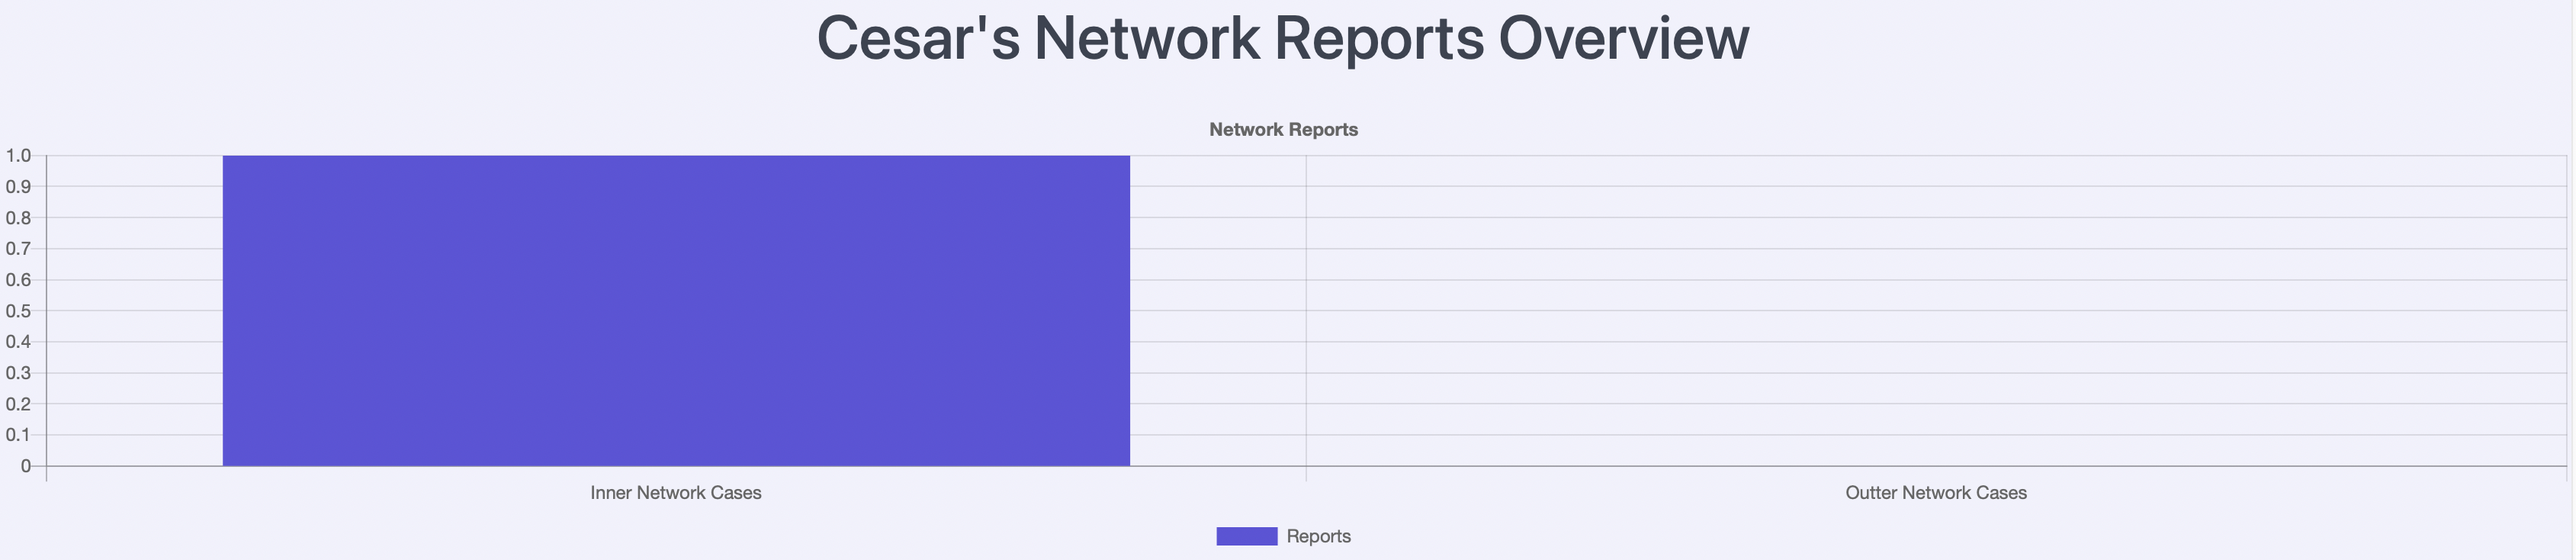 Cesar's Network Reports Overview
Network Reports
1.0
0.9
0.8
0.7
0.6
0.5
0.4
0.3
0.2
0.1
0
Inner Network Cases
Outter Network Cases
Reports